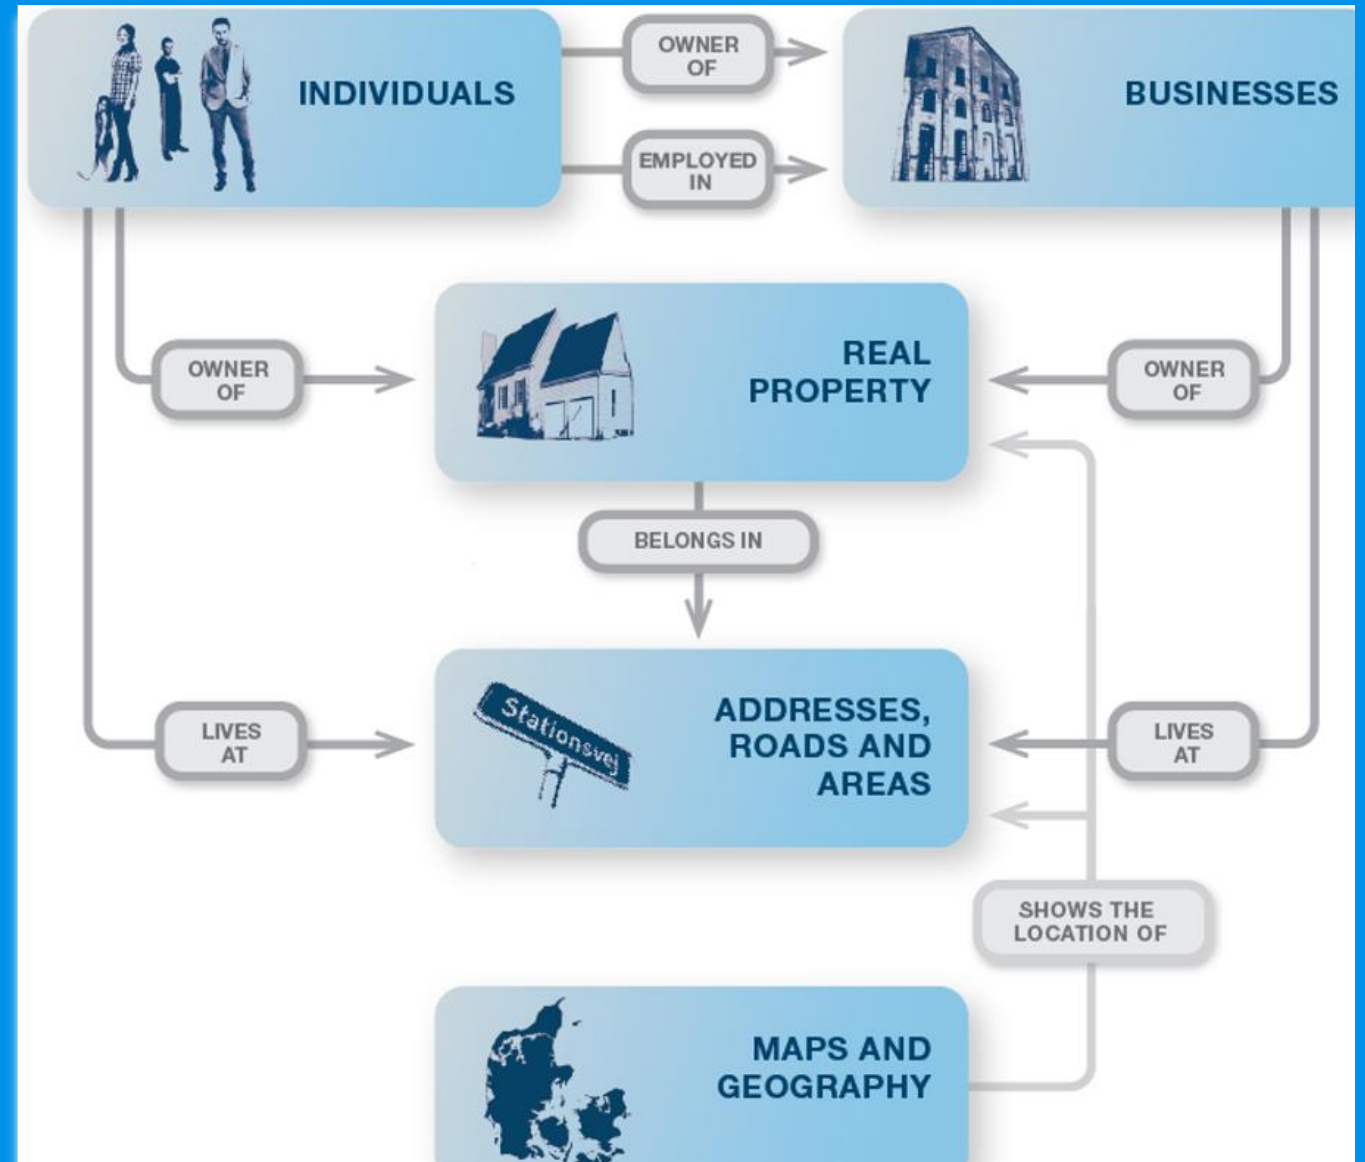 INDIVIDUALS
OWNER
OF
BUSINESSES
EMPLOYED
IN
OWNER
OF
REAL
PROPERTY
OWNER
OF
BELONGS IN
LIVES
AT
Stationsvej
ADDRESSES,
ROADS AND
AREAS
LIVES
AT
SHOWS THE
LOCATION OF
MAPS AND
GEOGRAPHY